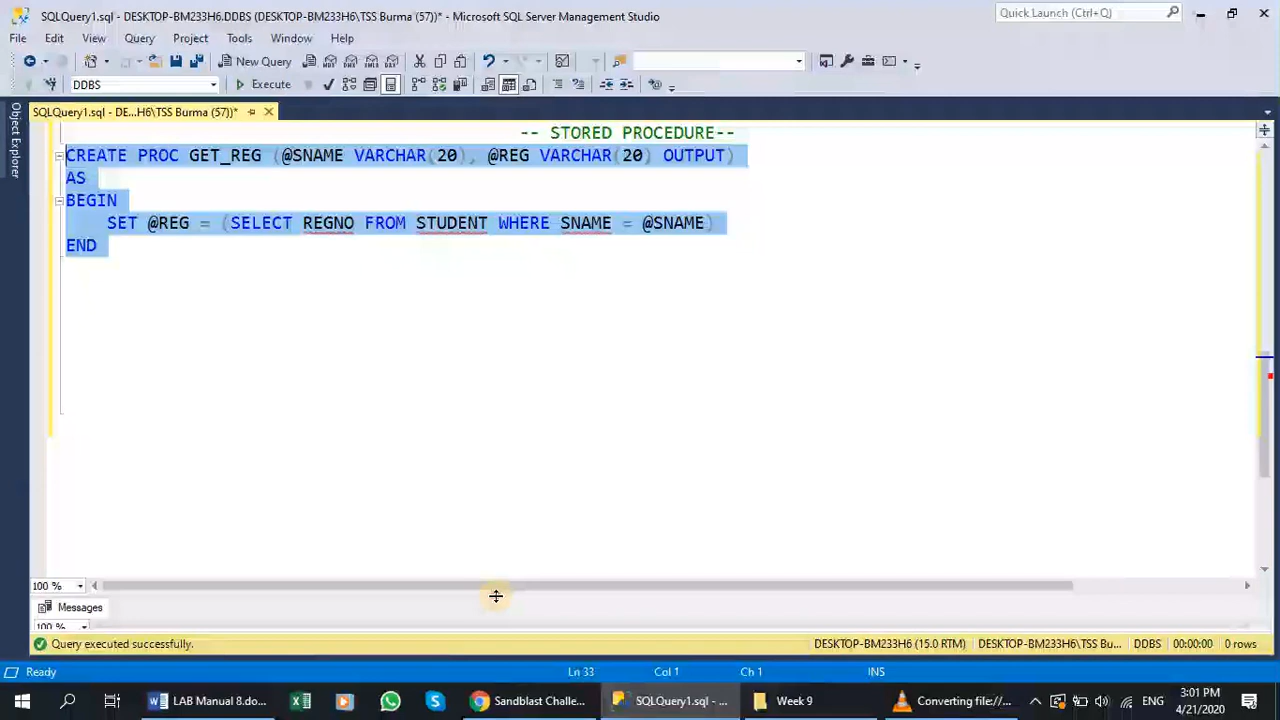 SQLQuery1.sql - DESKTOP-BM233H6.DDBS (DESKTOP-BM233H6\TSS Burma (57))* - Microsoft SQL Server Management Studio
Quick Launch (Ctrl+Q)
File Edit View Query Project Tools Window Help
New Query
DDBS
Execute
SQLQuery1.sql - DE...H6\TSS Burma (57))*
Object Explorer
-- STORED PROCEDURE--
CREATE PROC GET_REG (@SNAME VARCHAR(20), @REG VARCHAR(20) OUTPUT)
AS
BEGIN
SET @REG = (SELECT REGNO FROM STUDENT WHERE SNAME = @SNAME)
END
100 %
Messages
100 %
Query executed successfully.
DESKTOP-BM233H6 (15.0 RTM) DESKTOP-BM233H6\TSS Bu... DDBS 00:00:00 0 rows
Ready Ln 33 Col 1 Ch 1 INS
LAB Manual 8.do... Sandblast Challe... SQLQuery1.sql - ... Week 9 Converting file://... ENG 3:01 PM
4/21/2020